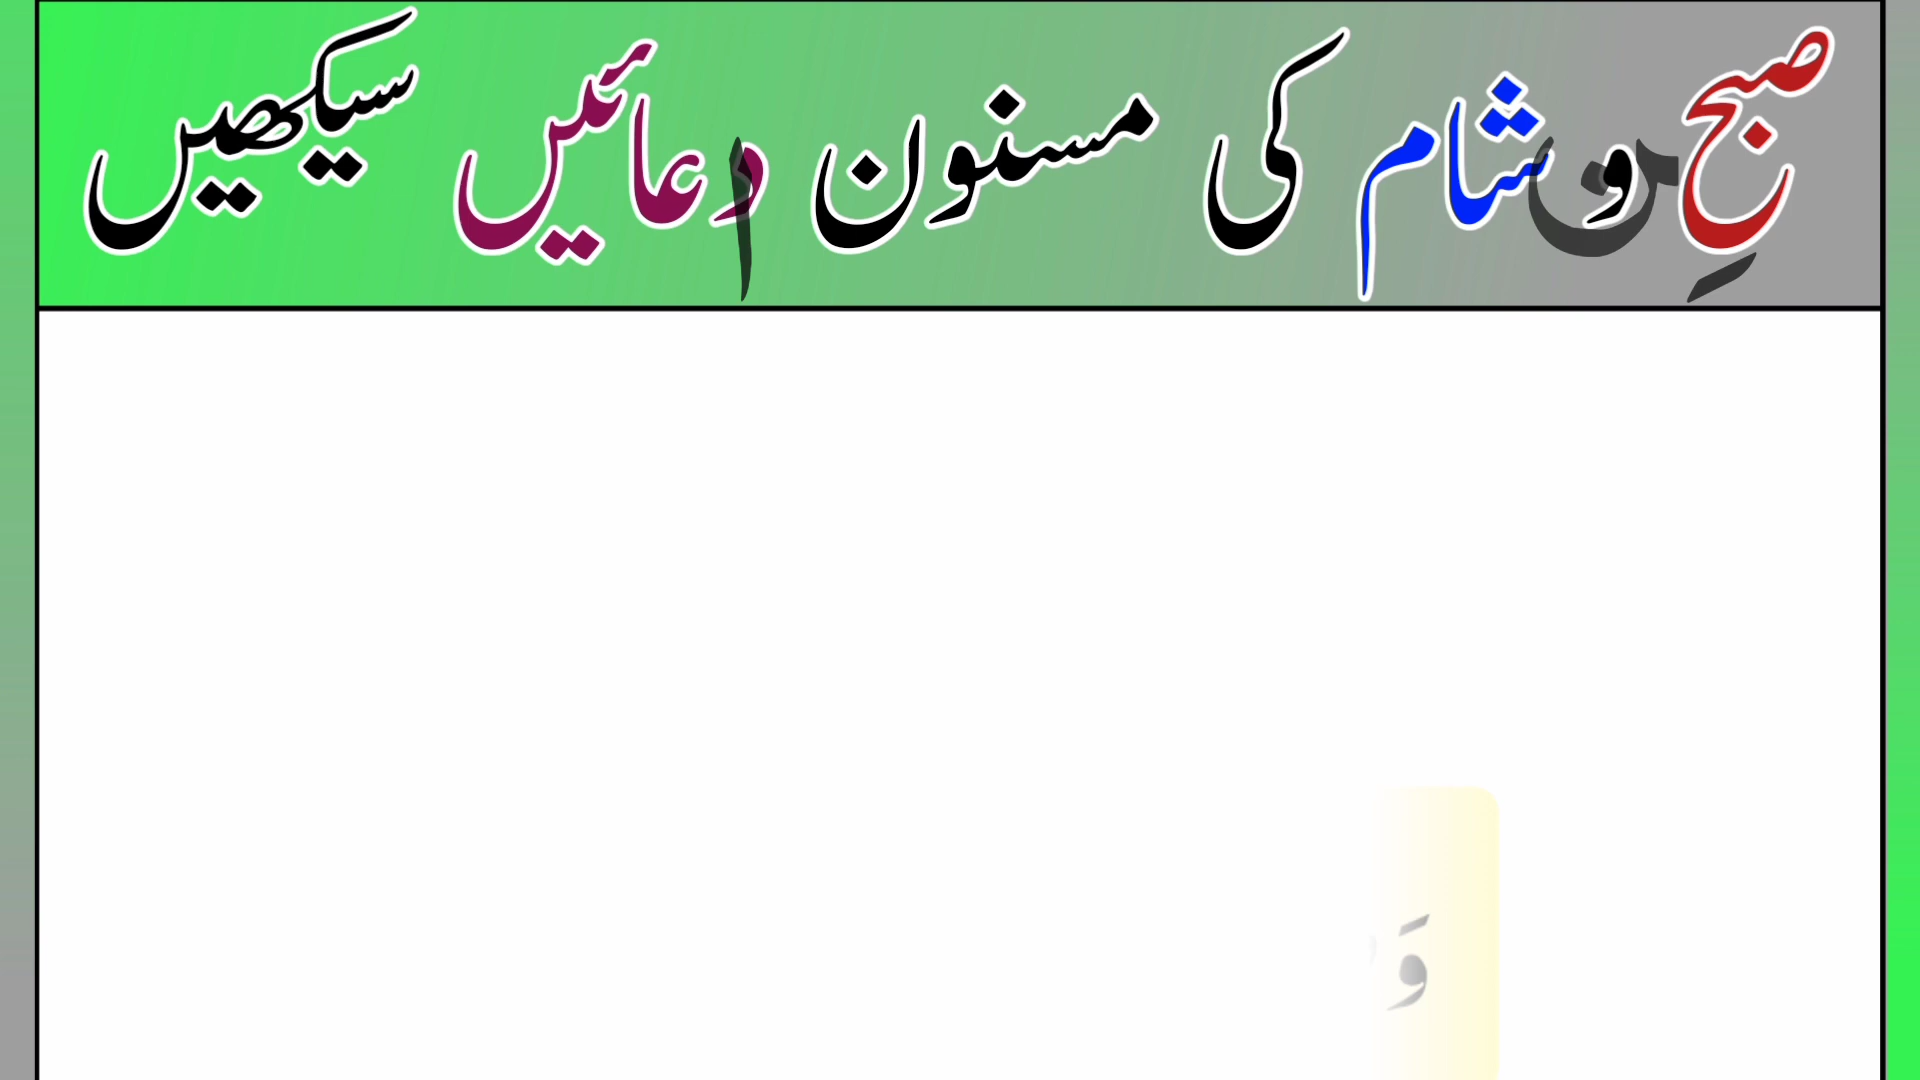 صبح و شام کی مسنون دعائیں سیکھیں
وَ